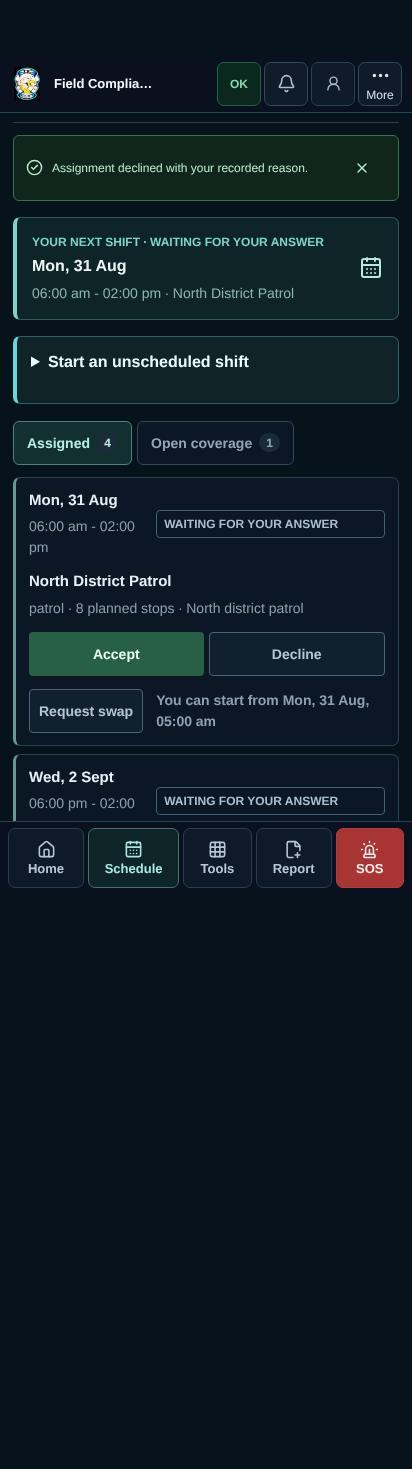 Field Complia…
OK
More
Assignment declined with your recorded reason.
YOUR NEXT SHIFT · WAITING FOR YOUR ANSWER
Mon, 31 Aug
06:00 am - 02:00 pm · North District Patrol
Start an unscheduled shift
Assigned 4
Open coverage 1
Mon, 31 Aug
06:00 am - 02:00
pm
WAITING FOR YOUR ANSWER
North District Patrol
patrol · 8 planned stops · North district patrol
Accept
Decline
Request swap
You can start from Mon, 31 Aug,
05:00 am
Wed, 2 Sept
06:00 pm - 02:00
WAITING FOR YOUR ANSWER
Home
Schedule
Tools
Report
SOS